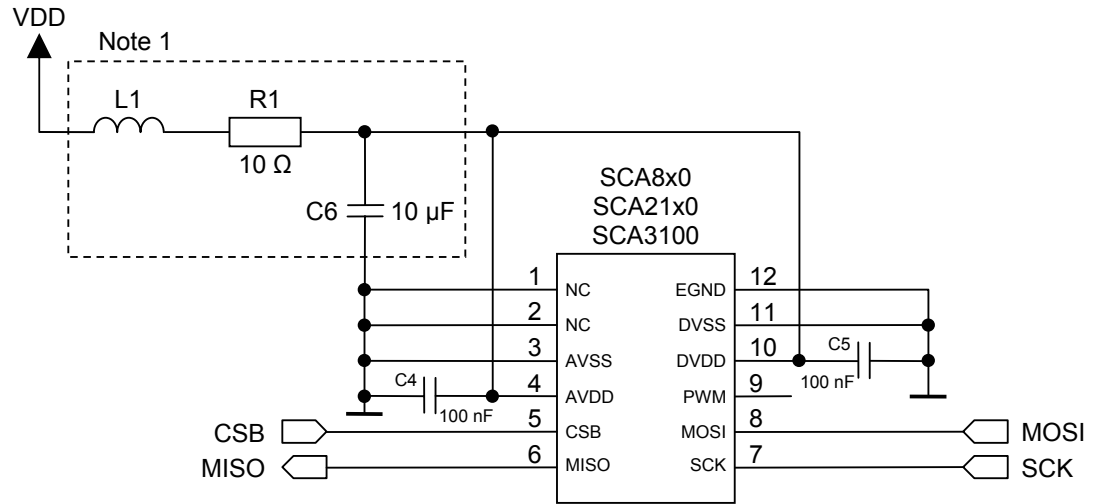 VDD
Note 1
L1
R1
10 Ω
C6
10 µF
SCA8x0
SCA21x0
SCA3100
1
NC
EGND
12
2
NC
DVSS
11
3
AVSS
DVDD
10
C5
100 nF
C4
100 nF
4
AVDD
PWM
9
CSB
5
CSB
MOSI
8
MOSI
MISO
6
MISO
SCK
7
SCK